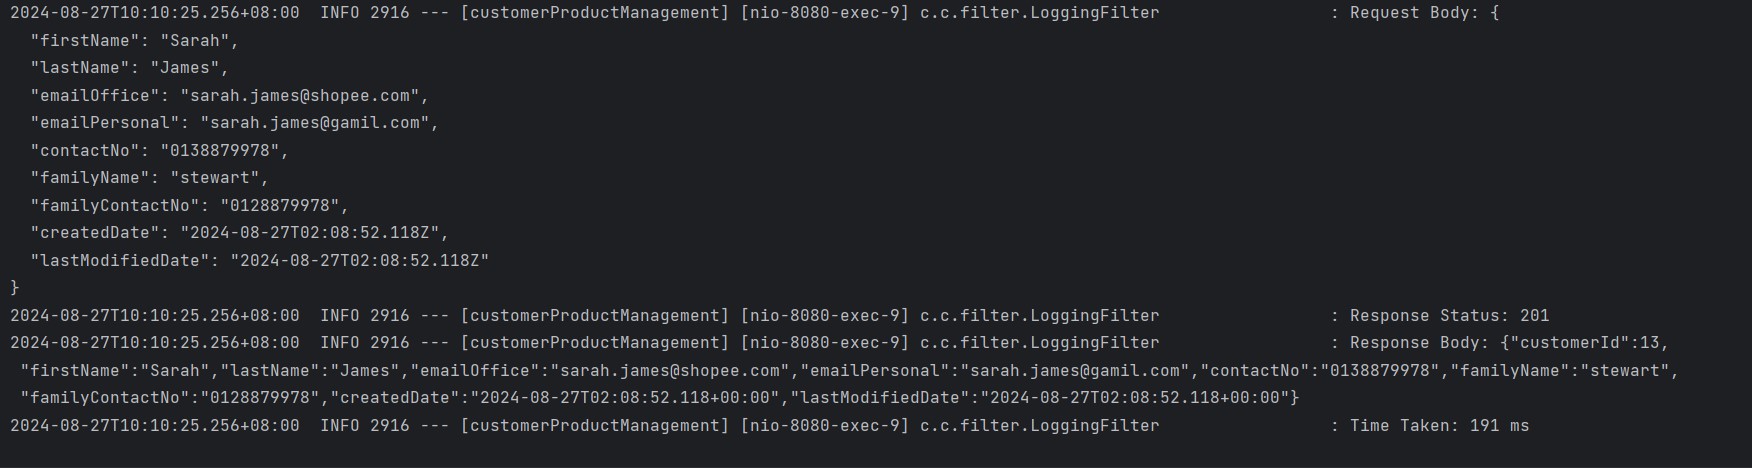 2024-08-27T10:10:25.256+08:00  INFO 2916 --- [customerProductManagement] [nio-8080-exec-9] c.c.filter.LoggingFilter                 : Request Body: {
  "firstName": "Sarah",
  "lastName": "James",
  "emailOffice": "sarah.james@shopee.com",
  "emailPersonal": "sarah.james@gamil.com",
  "contactNo": "0138879978",
  "familyName": "stewart",
  "familyContactNo": "0128879978",
  "createdDate": "2024-08-27T02:08:52.118Z",
  "lastModifiedDate": "2024-08-27T02:08:52.118Z"
}
2024-08-27T10:10:25.256+08:00  INFO 2916 --- [customerProductManagement] [nio-8080-exec-9] c.c.filter.LoggingFilter                 : Response Status: 201
2024-08-27T10:10:25.256+08:00  INFO 2916 --- [customerProductManagement] [nio-8080-exec-9] c.c.filter.LoggingFilter                 : Response Body: {"customerId":13,
 "firstName":"Sarah","lastName":"James","emailOffice":"sarah.james@shopee.com","emailPersonal":"sarah.james@gamil.com","contactNo":"0138879978","familyName":"stewart",
 "familyContactNo":"0128879978","createdDate":"2024-08-27T02:08:52.118+00:00","lastModifiedDate":"2024-08-27T02:08:52.118+00:00"}
2024-08-27T10:10:25.256+08:00  INFO 2916 --- [customerProductManagement] [nio-8080-exec-9] c.c.filter.LoggingFilter                 : Time Taken: 191 ms